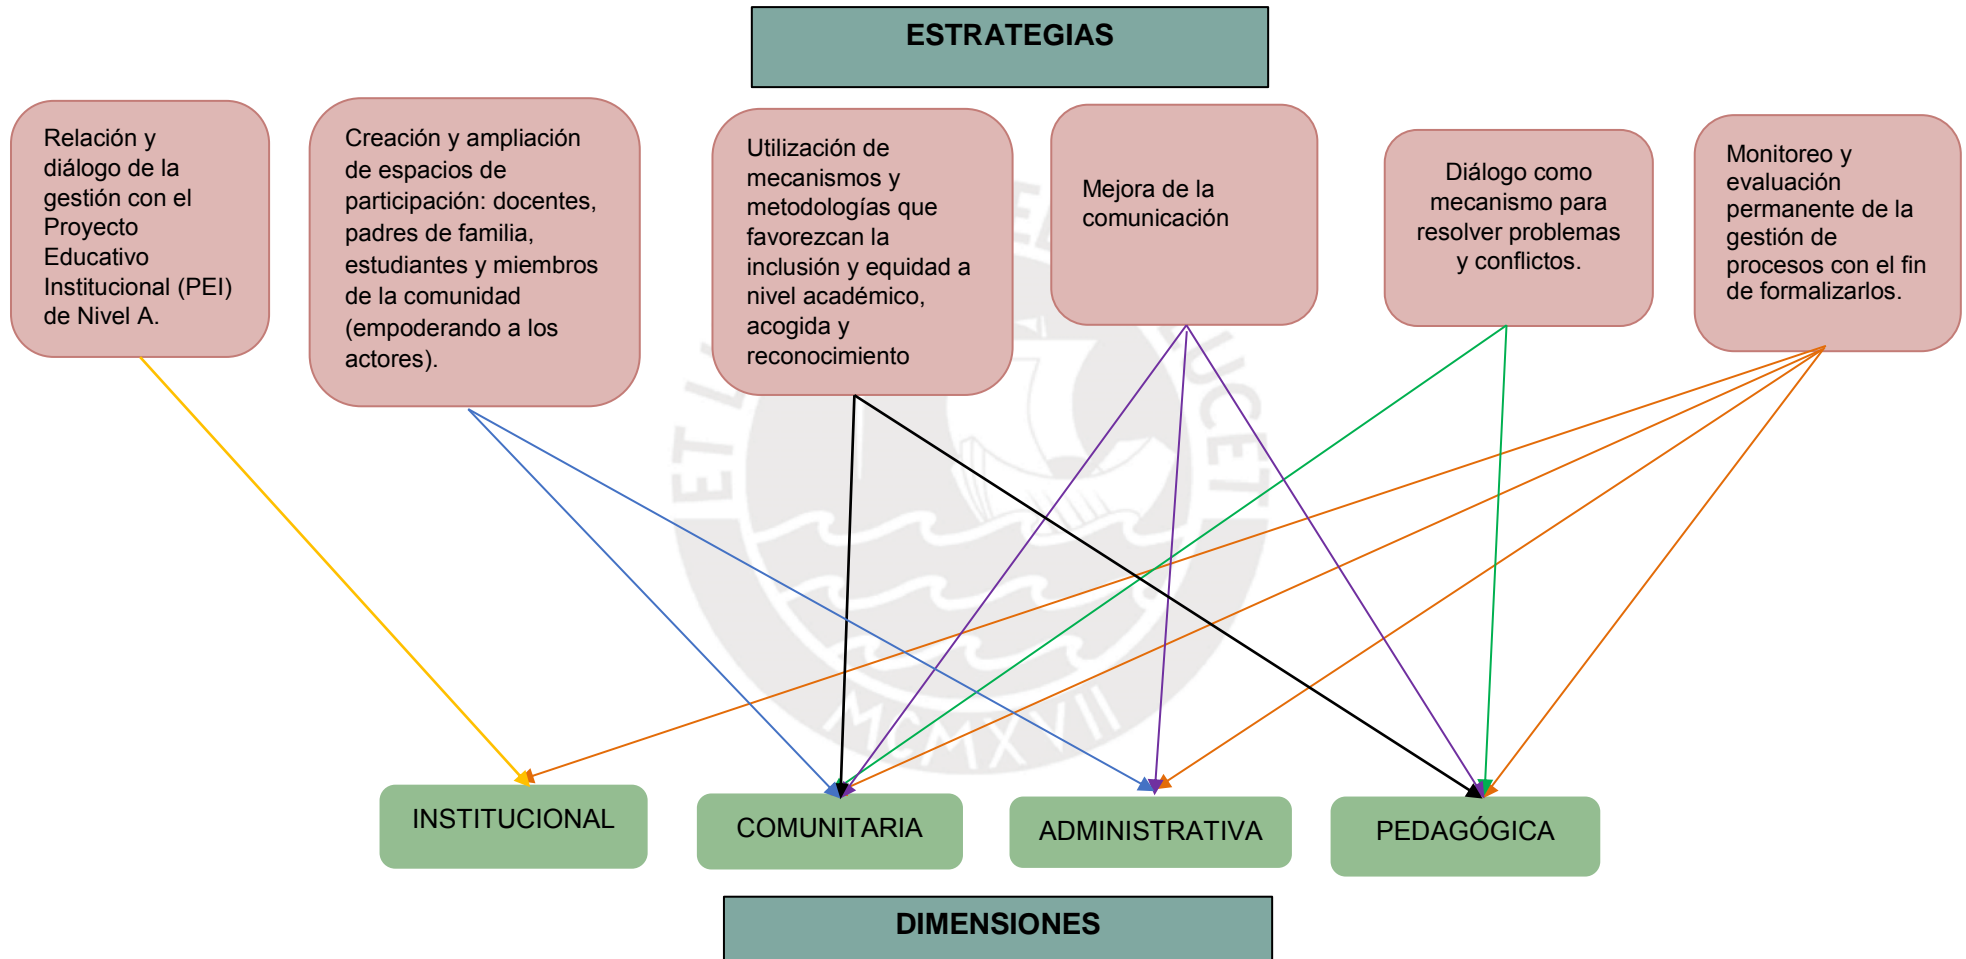 ESTRATEGIAS
Relación y
diálogo de la
gestión con el
Proyecto
Educativo
Institucional (PEI)
de Nivel A.
Creación y ampliación
de espacios de
participación: docentes,
padres de familia,
estudiantes y miembros
de la comunidad
(empoderando a los
actores).
Utilización de
mecanismos y
metodologías que
favorezcan la
inclusión y equidad a
nivel académico,
acogida y
reconocimiento
Mejora de la
comunicación
Diálogo como
mecanismo para
resolver problemas
y conflictos.
Monitoreo y
evaluación
permanente de la
gestión de
procesos con el fin
de formalizarlos.
ET
MCMXVII
INSTITUCIONAL
COMUNITARIA
ADMINISTRATIVA
PEDAGÓGICA
DIMENSIONES